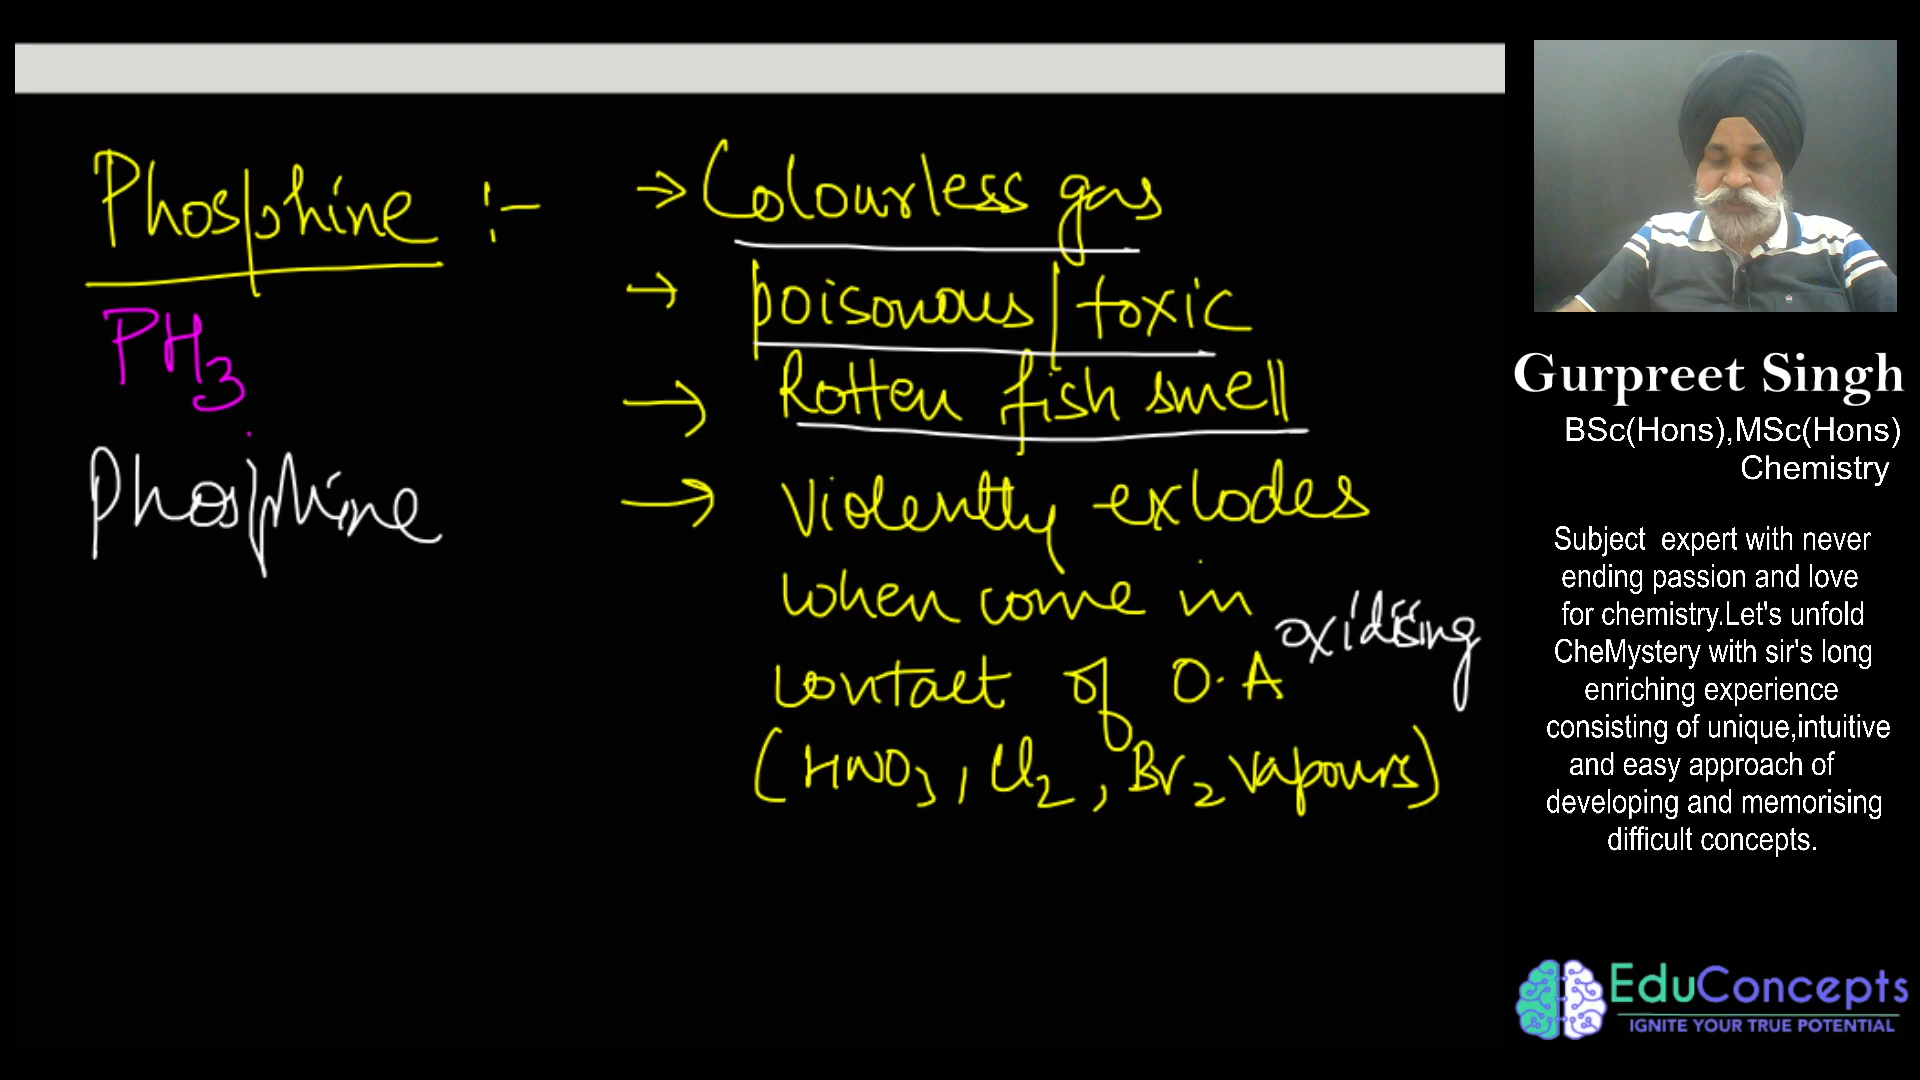 Phosphine :- → Colourless gas
PH3
Phosphine
→ poisonous | toxic
→ Rotten fish smell
→ violently exlodes
when come in
contact of O.A oxidising
(HNO3, Cl2, Br2 vapours)
Gurpreet Singh
BSc(Hons),MSc(Hons)
Chemistry
Subject expert with never
ending passion and love
for chemistry.Let's unfold
CheMystery with sir's long
enriching experience
consisting of unique,intuitive
and easy approach of
developing and memorising
difficult concepts.
EduConcepts
IGNITE YOUR TRUE POTENTIAL